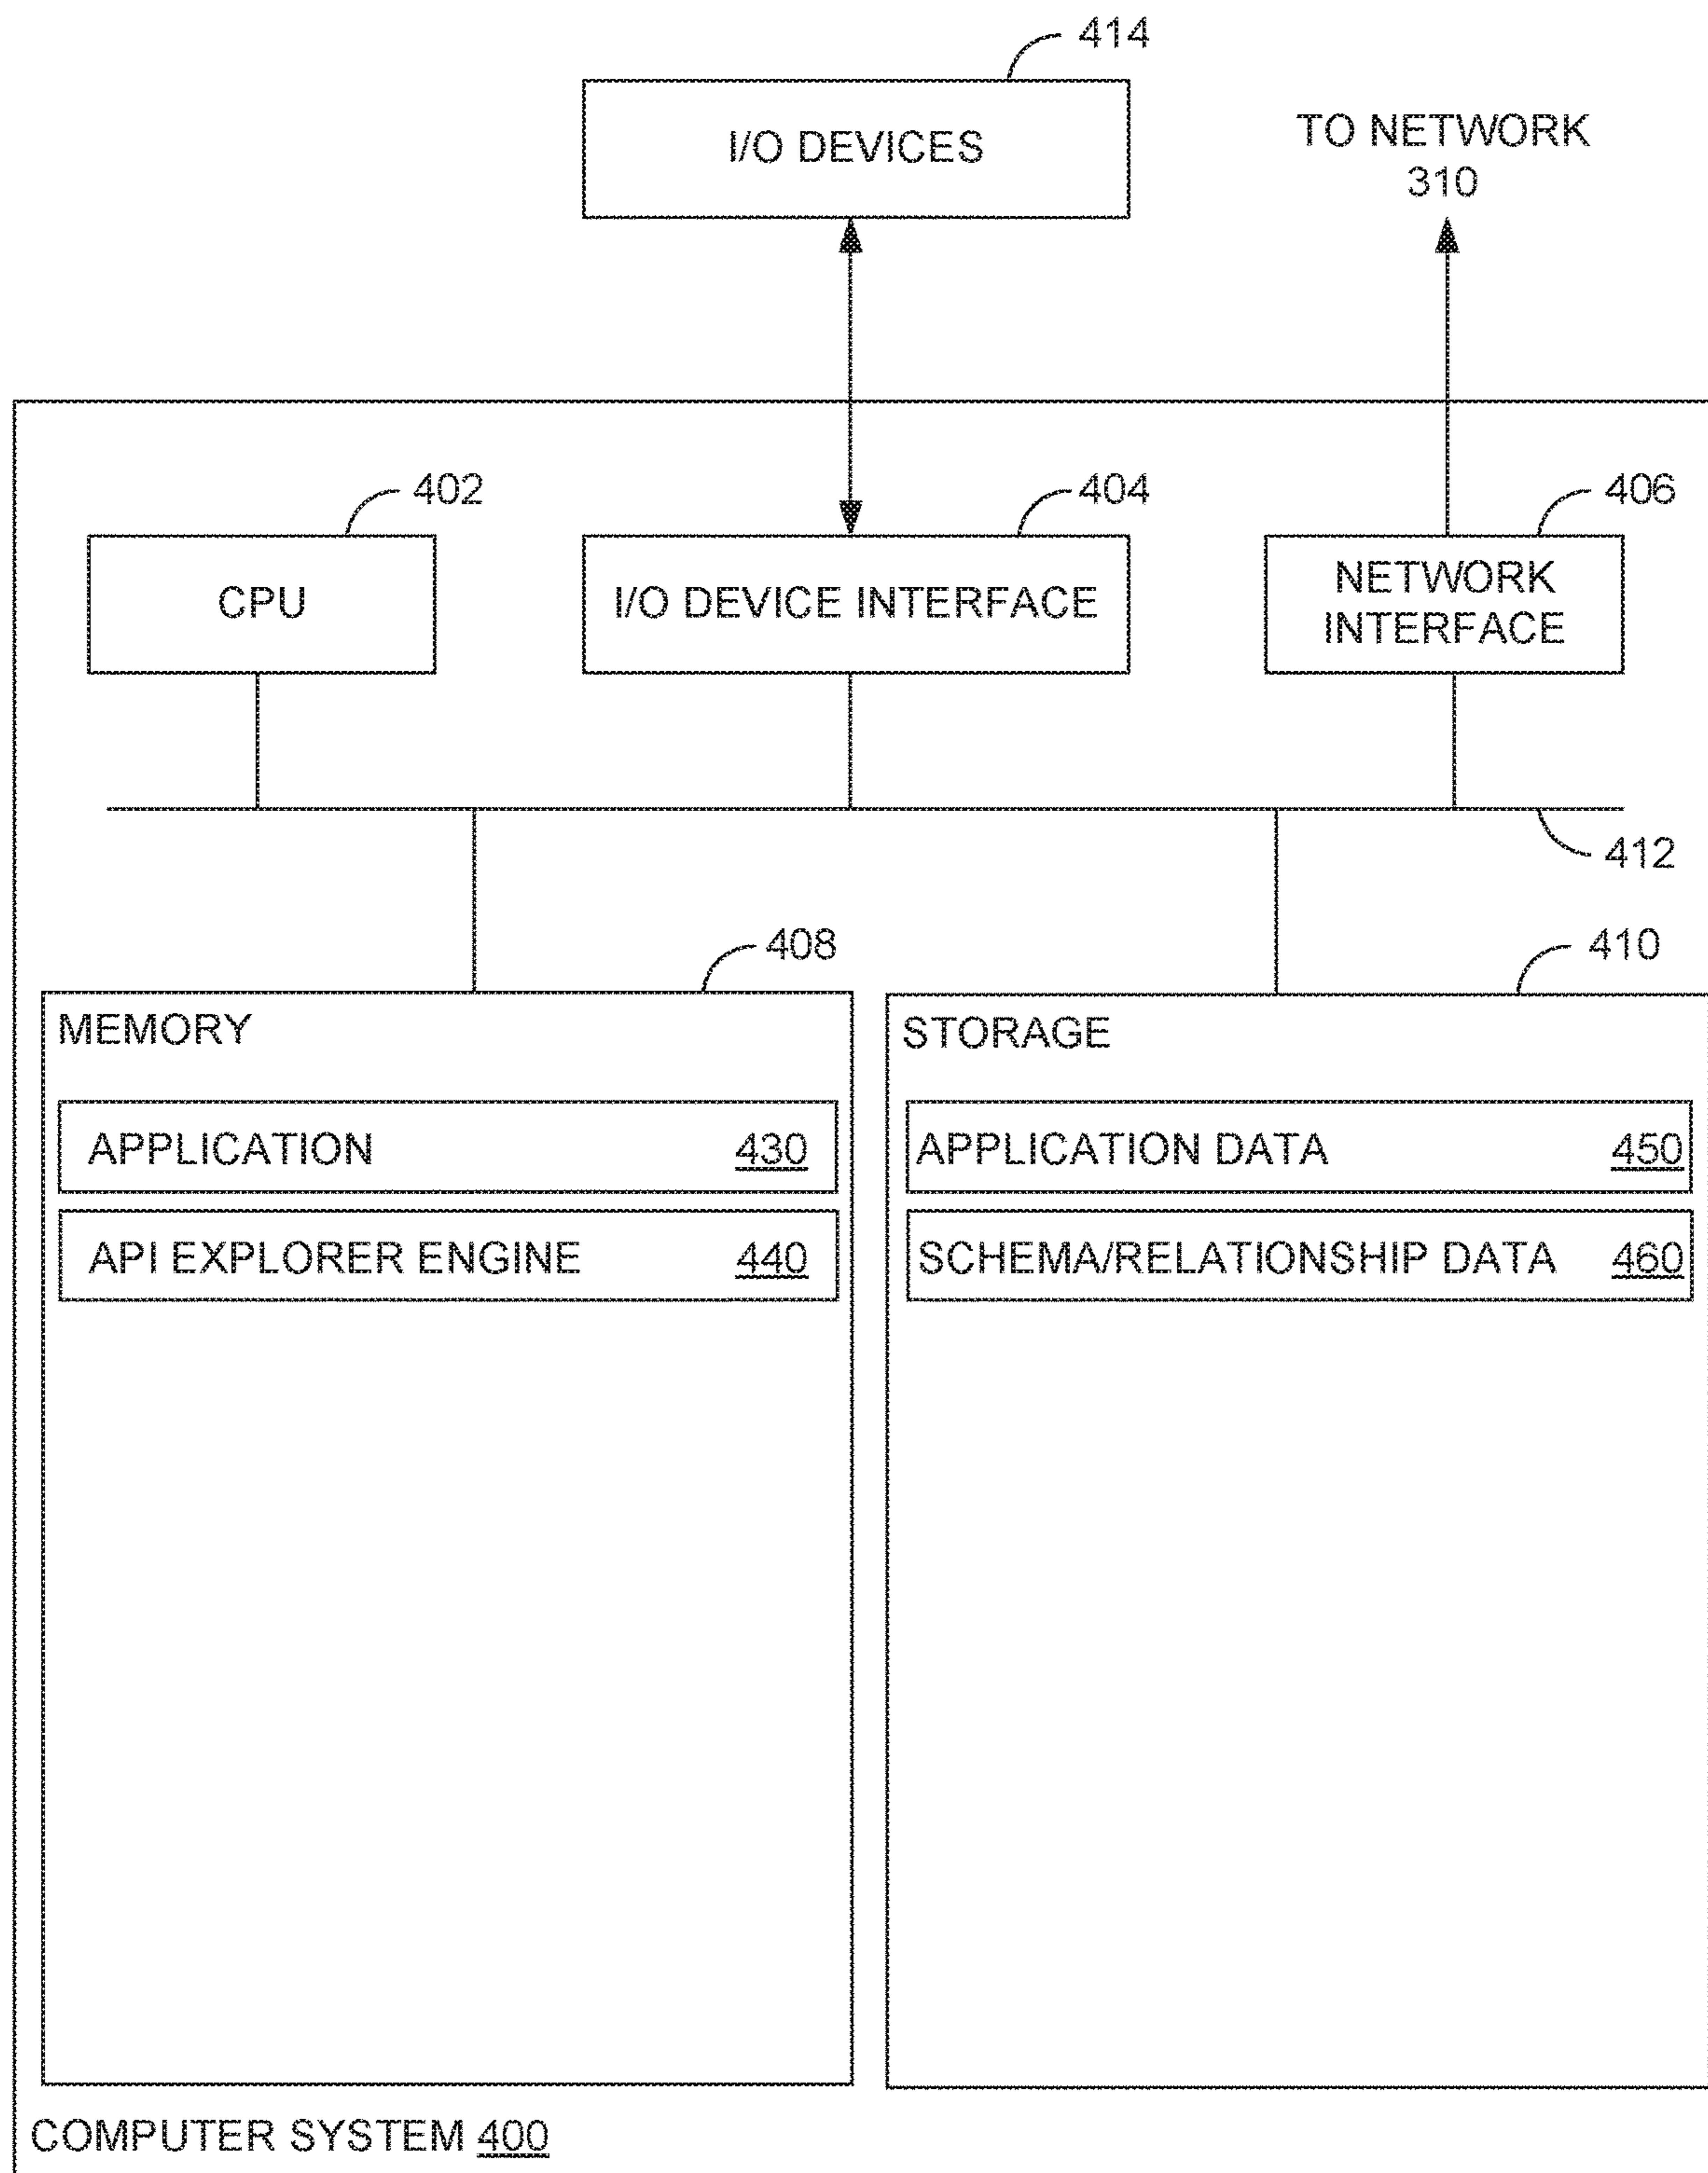 414
I/O DEVICES
TO NETWORK
310
402
404
406
CPU
I/O DEVICE INTERFACE
NETWORK
INTERFACE
412
408
410
MEMORY
STORAGE
APPLICATION 430
APPLICATION DATA 450
API EXPLORER ENGINE 440
SCHEMA/RELATIONSHIP DATA 460
COMPUTER SYSTEM 400